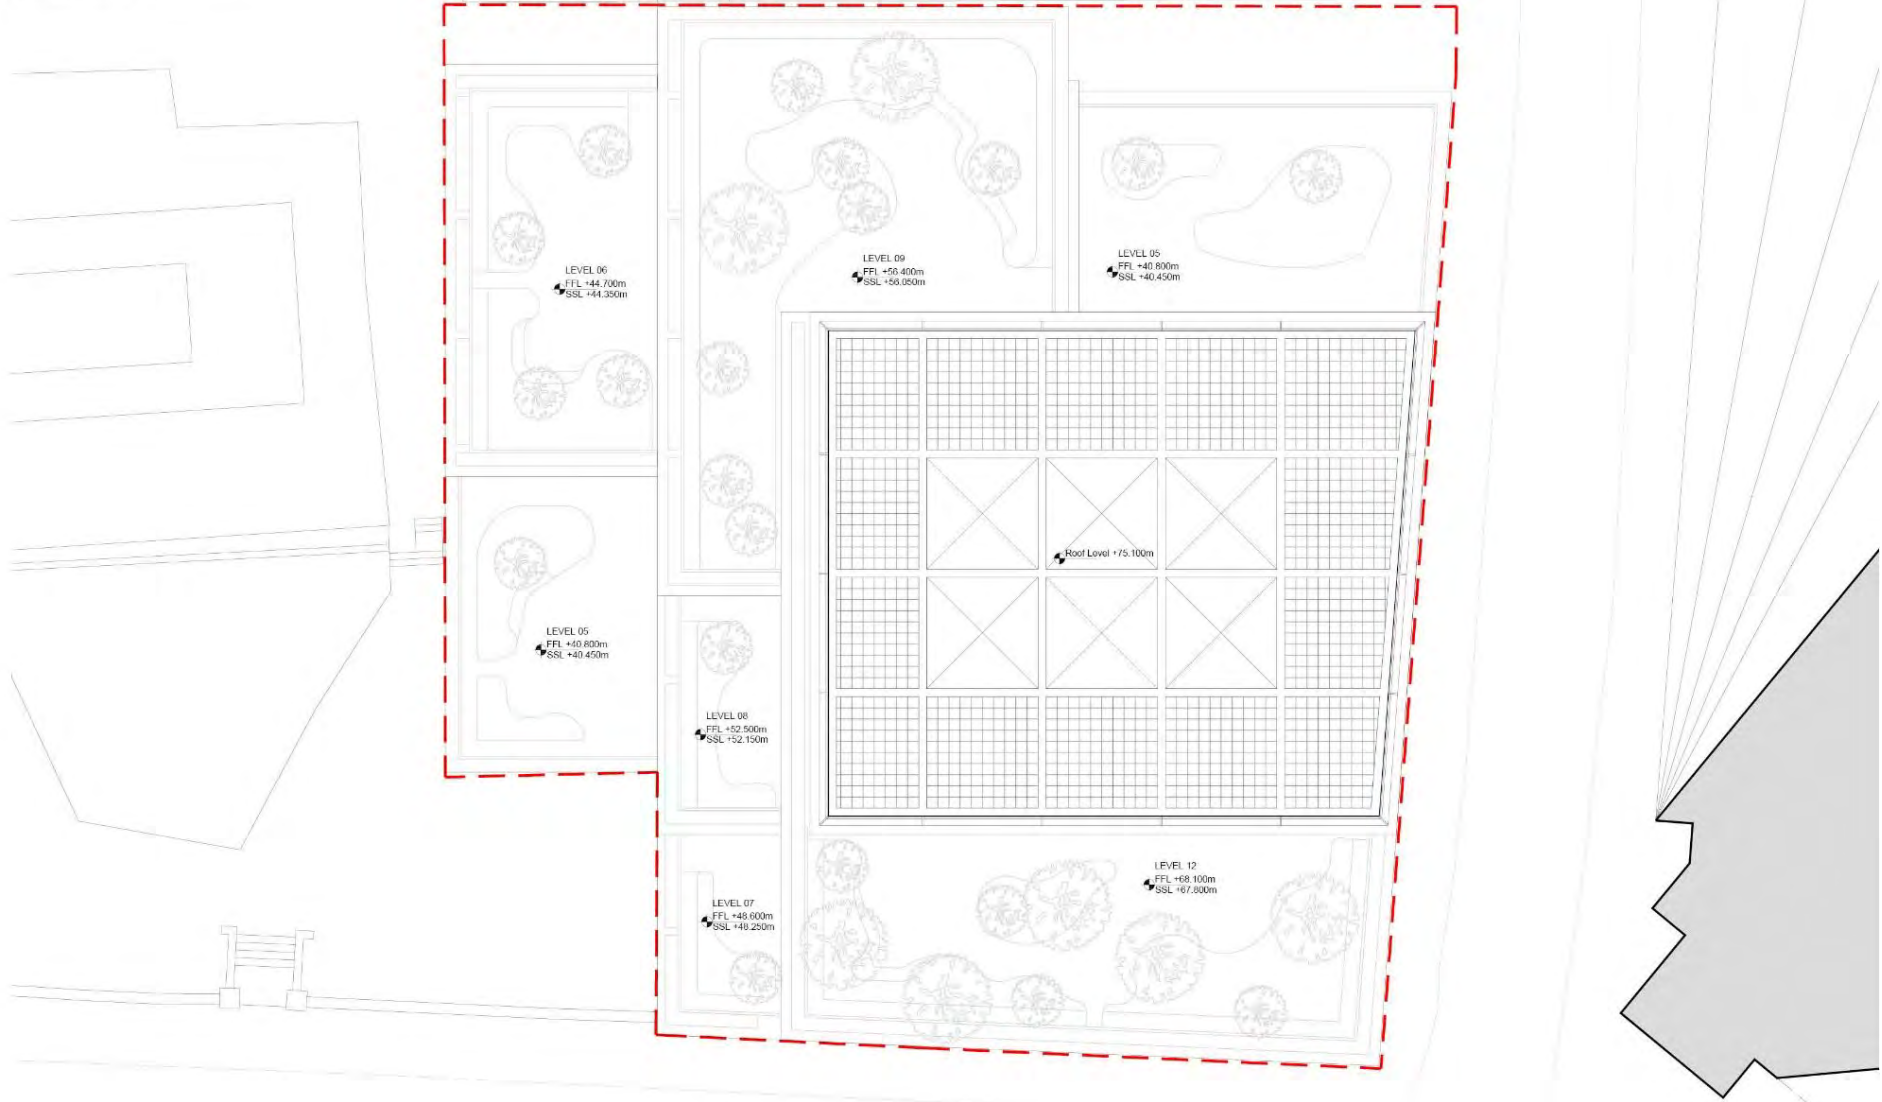 LEVEL 09
FFL +56.400m
SSL +56.050m
LEVEL 05
FFL +40.800m
SSL +40.450m
LEVEL 06
FFL +44.700m
SSL +44.350m
Roof Level +75.100m
LEVEL 05
FFL +40.800m
SSL +40.450m
LEVEL 08
FFL +52.500m
SSL +52.150m
LEVEL 12
FFL +68.100m
SSL +67.800m
LEVEL 07
FFL +48.600m
SSL +48.250m